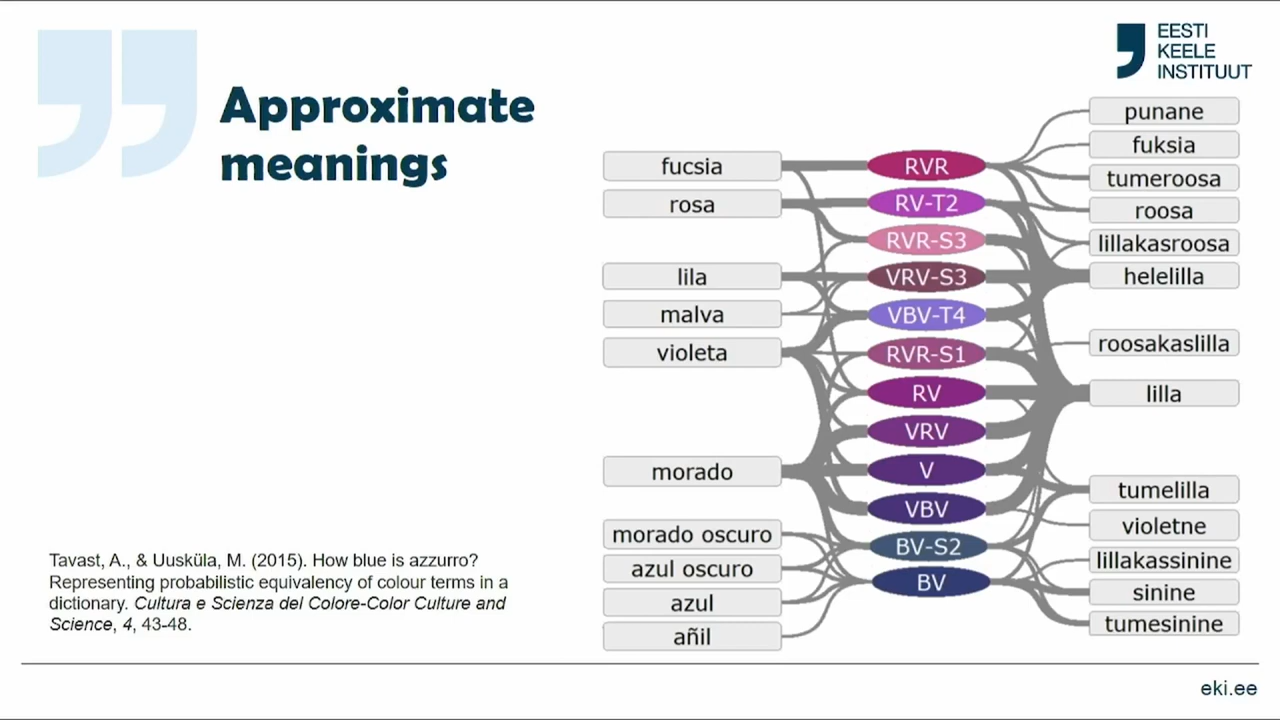 EESTI
KEELE
INSTITUUT
Approximate
meanings
fucsia
rosa
lila
malva
violeta
morado
morado oscuro
azul oscuro
azul
añil
RVR
RV-T2
RVR-S3
VRV-S3
VBV-T4
RVR-S1
RV
VRV
V
VBV
BV-S2
BV
punane
fuksia
tumeroosa
roosa
lillakasroosa
helelilla
roosakaslilla
lilla
tumelilla
violetne
lillakassinine
sinine
tumesinine
Tavast, A., & Uusküla, M. (2015). How blue is azzurro?
Representing probabilistic equivalency of colour terms in a
dictionary. Cultura e Scienza del Colore-Color Culture and
Science, 4, 43-48.
eki.ee